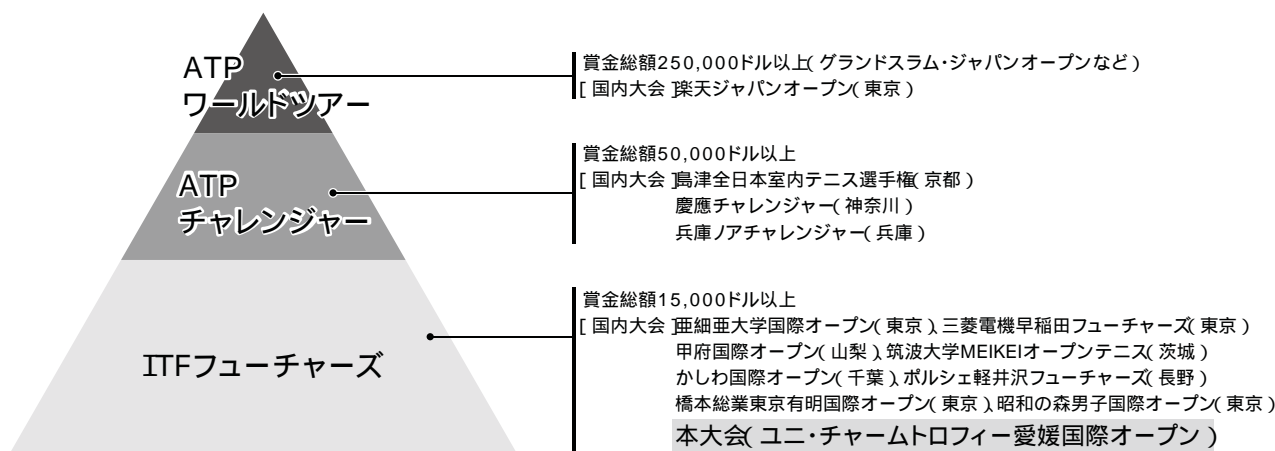 ATP
ワールドツアー
賞金総額250,000ドル以上(グランドスラム・ジャパンオープンなど)
[国内大会]楽天ジャパンオープン(東京)
ATP
チャレンジャー
賞金総額50,000ドル以上
[国内大会]島津全日本室内テニス選手権(京都)
慶應チャレンジャー(神奈川)
兵庫ノアチャレンジャー(兵庫)
ITFフューチャーズ
賞金総額15,000ドル以上
[国内大会]亜細亜大学国際オープン(東京)、三菱電機早稲田フューチャーズ(東京)
甲府国際オープン(山梨)、筑波大学MEIKEIオープンテニス(茨城)
かしわ国際オープン(千葉)、ポルシェ軽井沢フューチャーズ(長野)
橋本総業東京有明国際オープン(東京)、昭和の森男子国際オープン(東京)
本大会(ユニ・チャームトロフィー愛媛国際オープン)